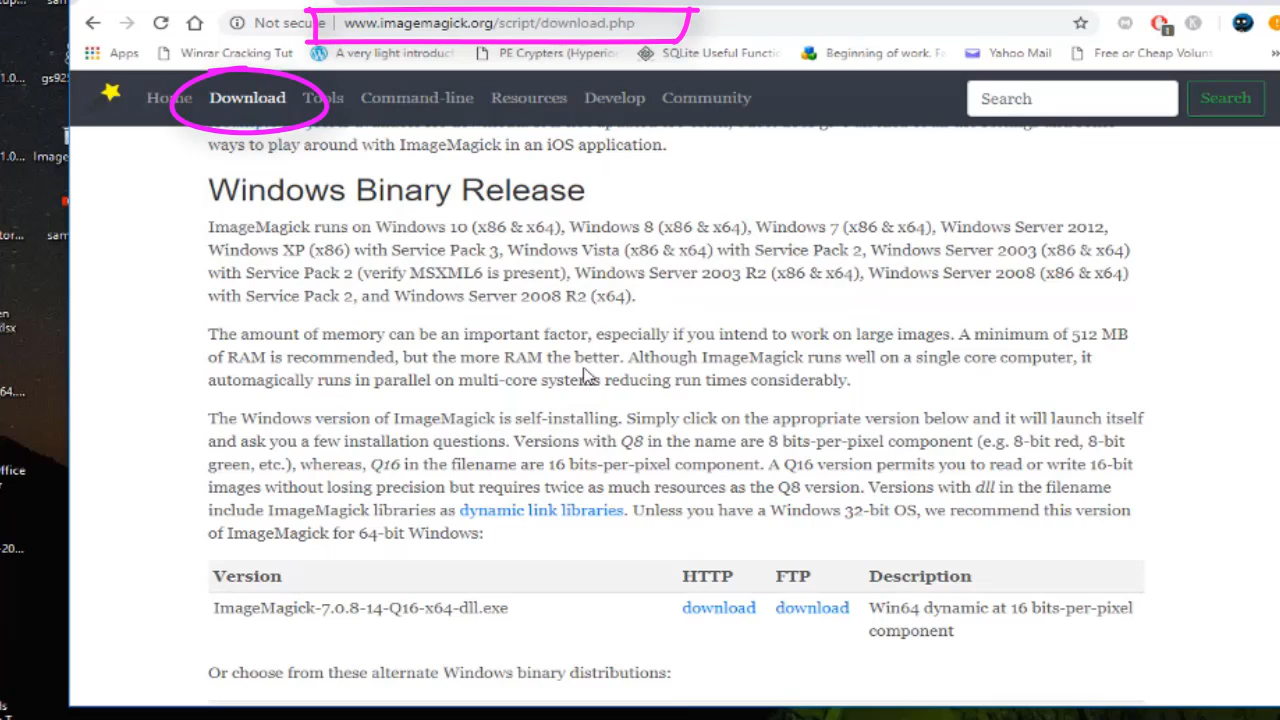 Not secure | www.imagemagick.org/script/download.php
Apps Winrar Cracking Tut A very light introduct PE Crypters (Hyperion SQLite Useful Functio Beginning of work. F Yahoo Mail Free or Cheap Volunt »
Home Download Tools Command-line Resources Develop Community Search Search
ways to play around with ImageMagick in an iOS application.
Windows Binary Release
ImageMagick runs on Windows 10 (x86 & x64), Windows 8 (x86 & x64), Windows 7 (x86 & x64), Windows Server 2012,
Windows XP (x86) with Service Pack 3, Windows Vista (x86 & x64) with Service Pack 2, Windows Server 2003 (x86 & x64)
with Service Pack 2 (verify MSXML6 is present), Windows Server 2003 R2 (x86 & x64), Windows Server 2008 (x86 & x64)
with Service Pack 2, and Windows Server 2008 R2 (x64).
The amount of memory can be an important factor, especially if you intend to work on large images. A minimum of 512 MB
of RAM is recommended, but the more RAM the better. Although ImageMagick runs well on a single core computer, it
automagically runs in parallel on multi-core systems reducing run times considerably.
The Windows version of ImageMagick is self-installing. Simply click on the appropriate version below and it will launch itself
and ask you a few installation questions. Versions with Q8 in the name are 8 bits-per-pixel component (e.g. 8-bit red, 8-bit
green, etc.), whereas, Q16 in the filename are 16 bits-per-pixel component. A Q16 version permits you to read or write 16-bit
images without losing precision but requires twice as much resources as the Q8 version. Versions with dll in the filename
include ImageMagick libraries as dynamic link libraries. Unless you have a Windows 32-bit OS, we recommend this version
of ImageMagick for 64-bit Windows:
Version HTTP FTP Description
ImageMagick-7.0.8-14-Q16-x64-dll.exe download download Win64 dynamic at 16 bits-per-pixel
component
Or choose from these alternate Windows binary distributions:
gs925
1.0... Image
tor... sam
64....
Office
-20...